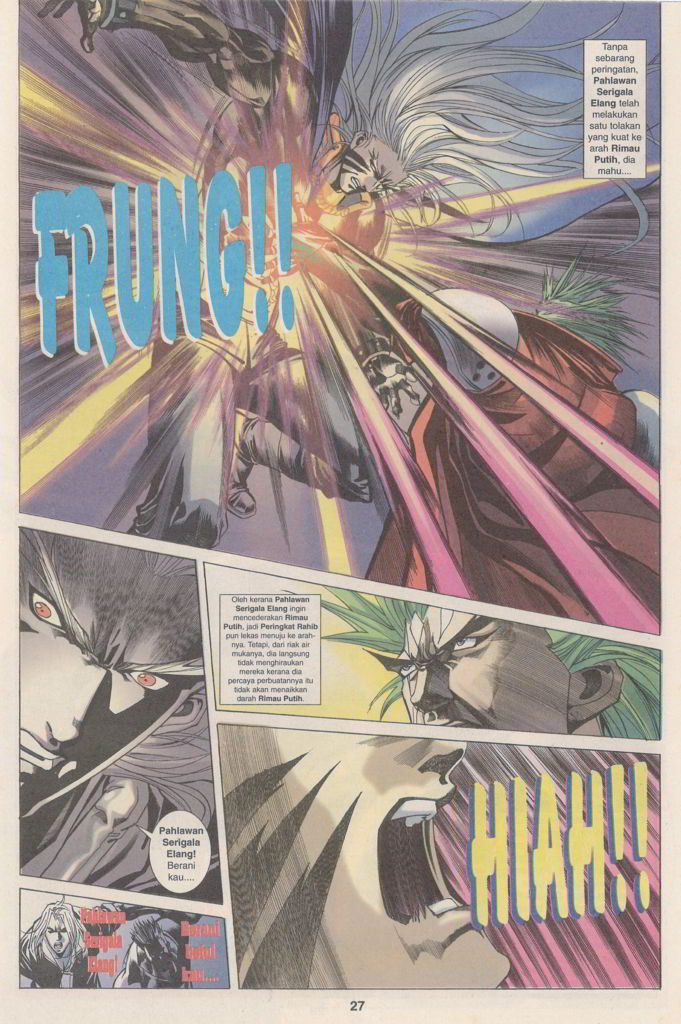 Tanpa
sebarang
peringatan,
Pahlawan
Serigala
Elang telah
melakukan
satu tolakan
yang kuat ke
arah Rimau
Putih, dia
mahu....
FRUNG!!
Oleh kerana Pahlawan
Serigala Elang ingin
mencederakan Rimau
Putih, jadi Peringkat Rahib
pun lekas menuju ke arah-
nya. Tetapi, dari riak air
mukanya, dia langsung
tidak menghiraukan
mereka kerana dia
percaya perbuatannya itu
tidak akan menaikkan
darah Rimau Putih.
Pahlawan
Serigala
Elang!
Berani
kau....
HIAH!!
Pahlawan
Serigala
Elang!
Berani
betul
kau....
27